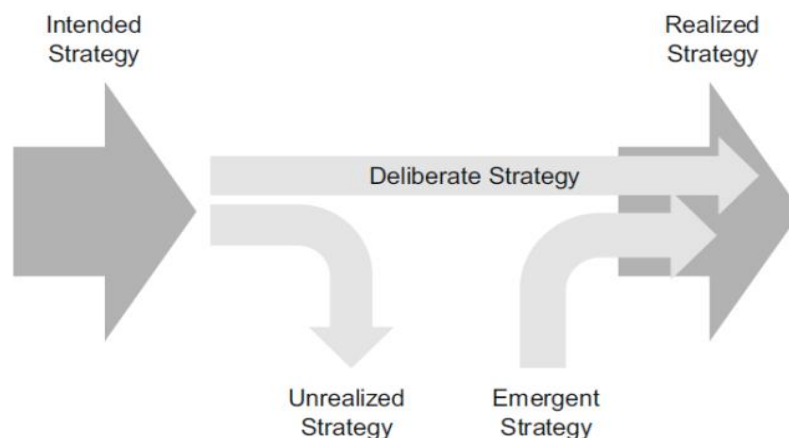 Intended
Strategy
Realized
Strategy
Deliberate Strategy
Unrealized
Strategy
Emergent
Strategy